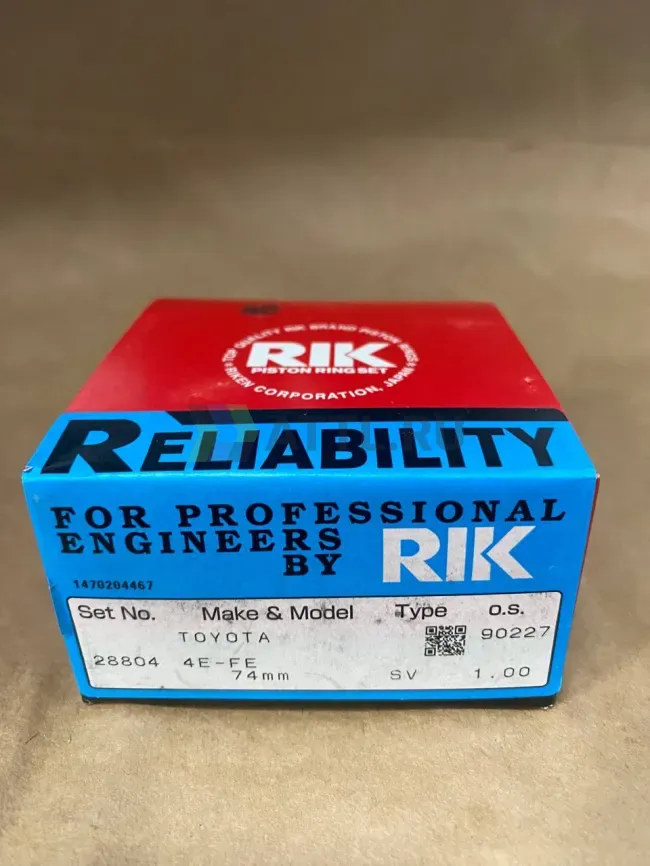 TOP QUALITY RIK BRAND PISTON RINGS
RIK
PISTON RING SET
RIKEN CORPORATION, JAPAN
RELIABILITY
FOR PROFESSIONAL
ENGINEERS
BY RIK
1470204467
Set No. Make & Model Type o.s.
TOYOTA 90227
28804 4E-FE
74mm SV 1.00